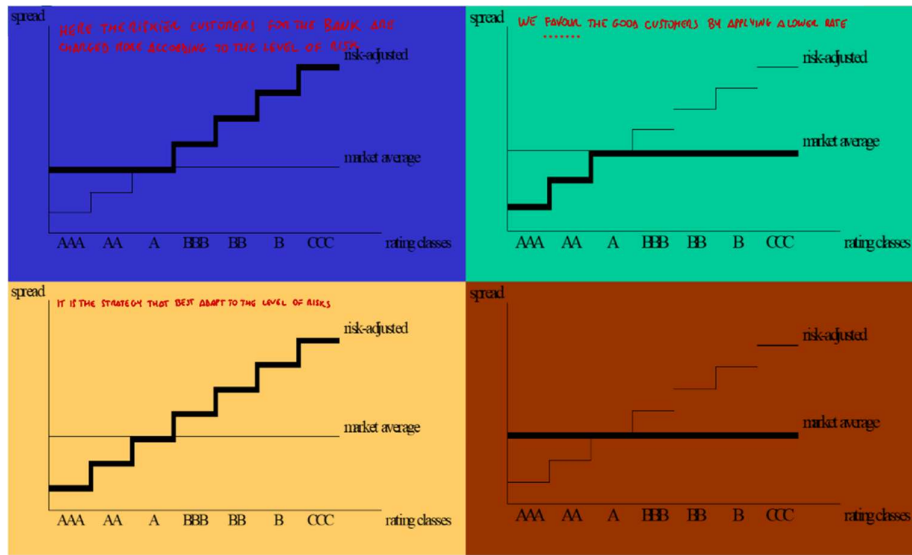 spread
HERE THE RISKIER CUSTOMERS FOR THE BANK ARE
CHARGED MORE ACCORDING TO THE LEVEL OF RISK
risk-adjusted
market average
AAA AA A BBB BB B CCC rating classes
spread
WE FAVOUR THE GOOD CUSTOMERS BY APPLYING A LOWER RATE
risk-adjusted
market average
AAA AA A BBB BB B CCC rating classes
spread
IT IS THE STRATEGY THAT BEST ADAPT TO THE LEVEL OF RISKS
risk-adjusted
market average
AAA AA A BBB BB B CCC rating classes
spread
risk-adjusted
market average
AAA AA A BBB BB B CCC rating classes